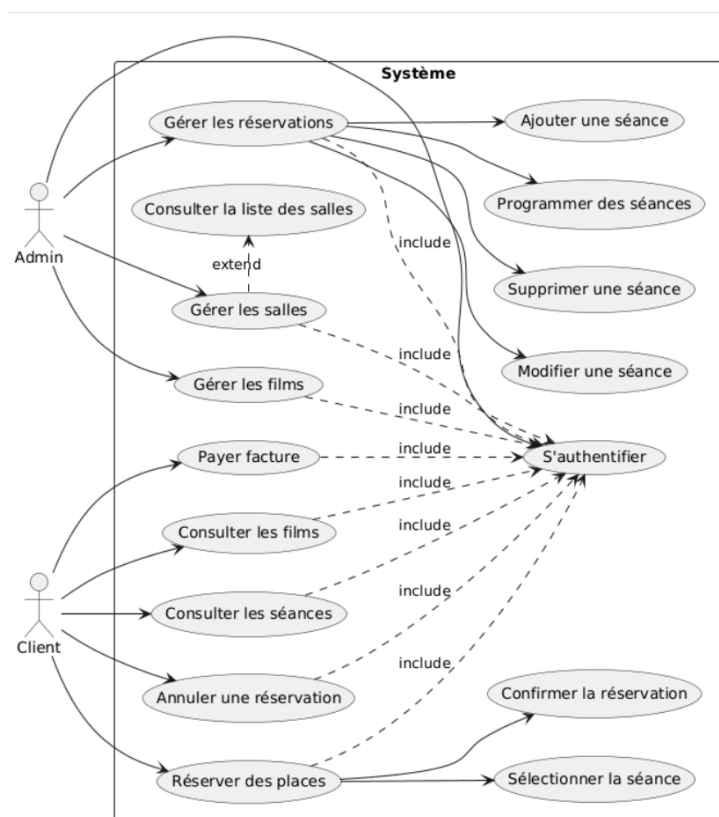 Système
Gérer les réservations
Ajouter une séance
Programmer des séances
Consulter la liste des salles
include
Admin
extend
Supprimer une séance
Gérer les salles
include
Modifier une séance
Gérer les films
include
include
Payer facture
S'authentifier
include
Consulter les films
include
Consulter les séances
include
Client
include
Annuler une réservation
Confirmer la réservation
Réserver des places
Sélectionner la séance